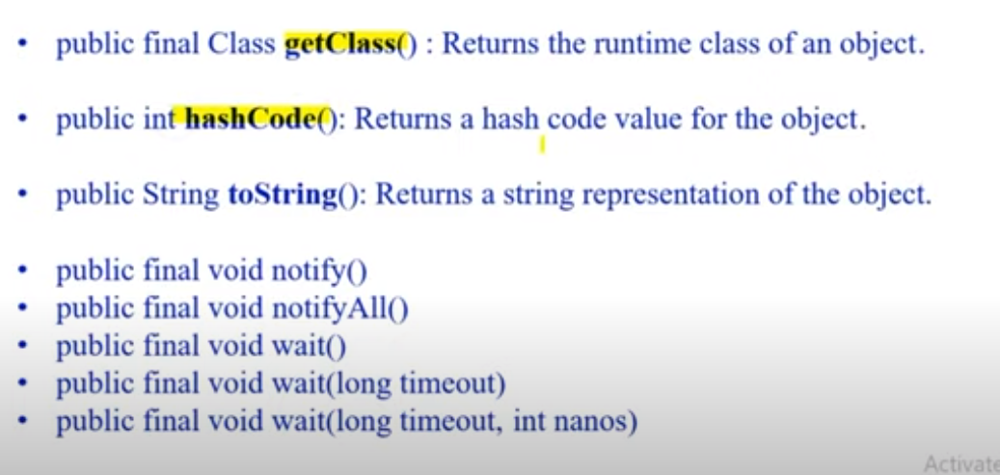 • public final Class getClass() : Returns the runtime class of an object.
• public int hashCode(): Returns a hash code value for the object.
• public String toString(): Returns a string representation of the object.
• public final void notify()
• public final void notifyAll()
• public final void wait()
• public final void wait(long timeout)
• public final void wait(long timeout, int nanos)
Activate